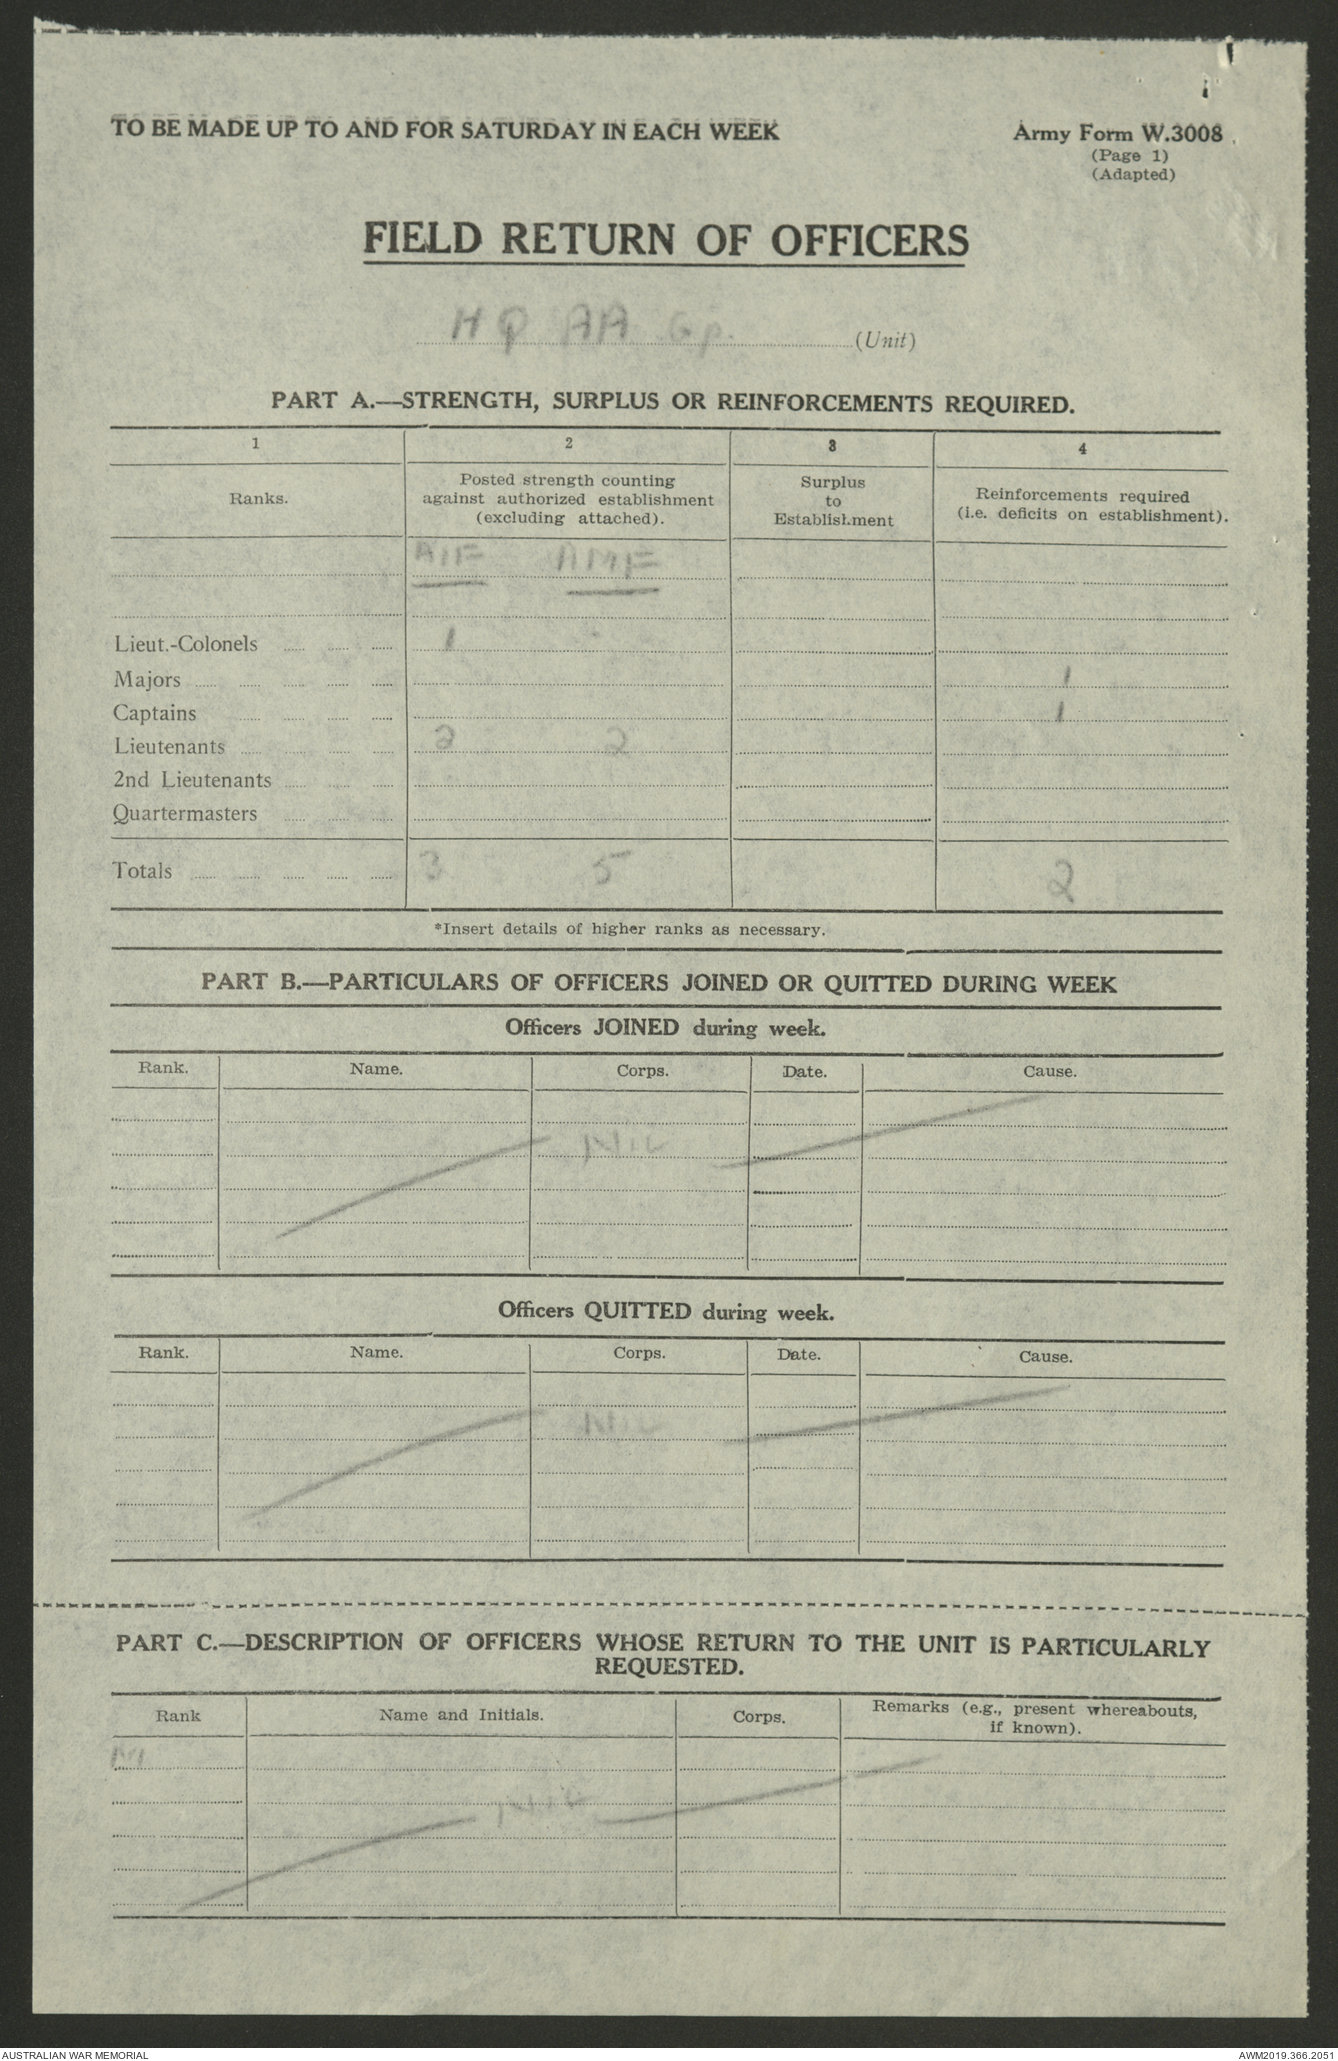 TO BE MADE UP TO AND FOR SATURDAY IN EACH WEEK
Army Form W.3008
(Page 1)
(Adapted)
FIELD RETURN OF OFFICERS
HQ AA Gp. (Unit)
PART A.—STRENGTH, SURPLUS OR REINFORCEMENTS REQUIRED.
1 2 3 4
Ranks.
Posted strength counting
against authorized establishment
(excluding attached).
Surplus
to
Establishment
Reinforcements required
(i.e. deficits on establishment).
AIF AMF
Lieut.-Colonels 1
Majors 1
Captains 1
Lieutenants 2 2
2nd Lieutenants
Quartermasters
Totals 3 5 2
*Insert details of higher ranks as necessary.
PART B.—PARTICULARS OF OFFICERS JOINED OR QUITTED DURING WEEK
Officers JOINED during week.
Rank. Name. Corps. Date. Cause.
NIL
Officers QUITTED during week.
Rank. Name. Corps. Date. Cause.
NIL
PART C.—DESCRIPTION OF OFFICERS WHOSE RETURN TO THE UNIT IS PARTICULARLY
REQUESTED.
Rank Name and Initials. Corps. Remarks (e.g., present whereabouts,
if known).
NIL
AUSTRALIAN WAR MEMORIAL
AWM2019.366.2051